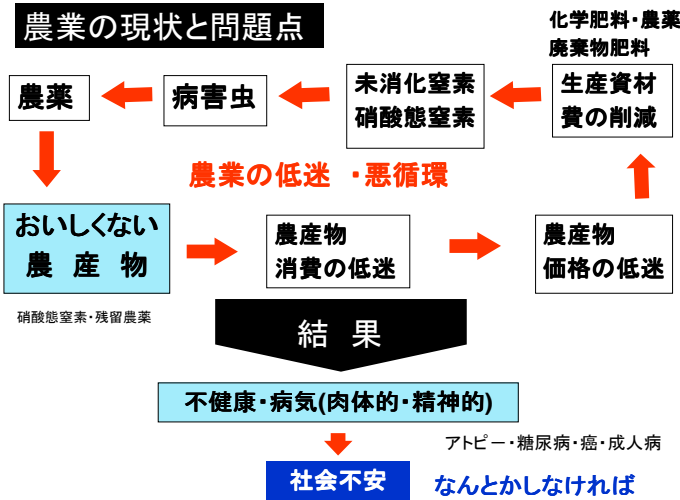 農業の現状と問題点
化学肥料・農薬
廃棄物肥料
農薬
病害虫
未消化窒素
硝酸態窒素
生産資材
費の削減
農業の低迷 ・悪循環
おいしくない
農 産 物
農産物
消費の低迷
農産物
価格の低迷
硝酸態窒素・残留農薬
結 果
不健康・病気(肉体的・精神的)
アトピー・糖尿病・癌・成人病
社会不安
なんとかしなければ